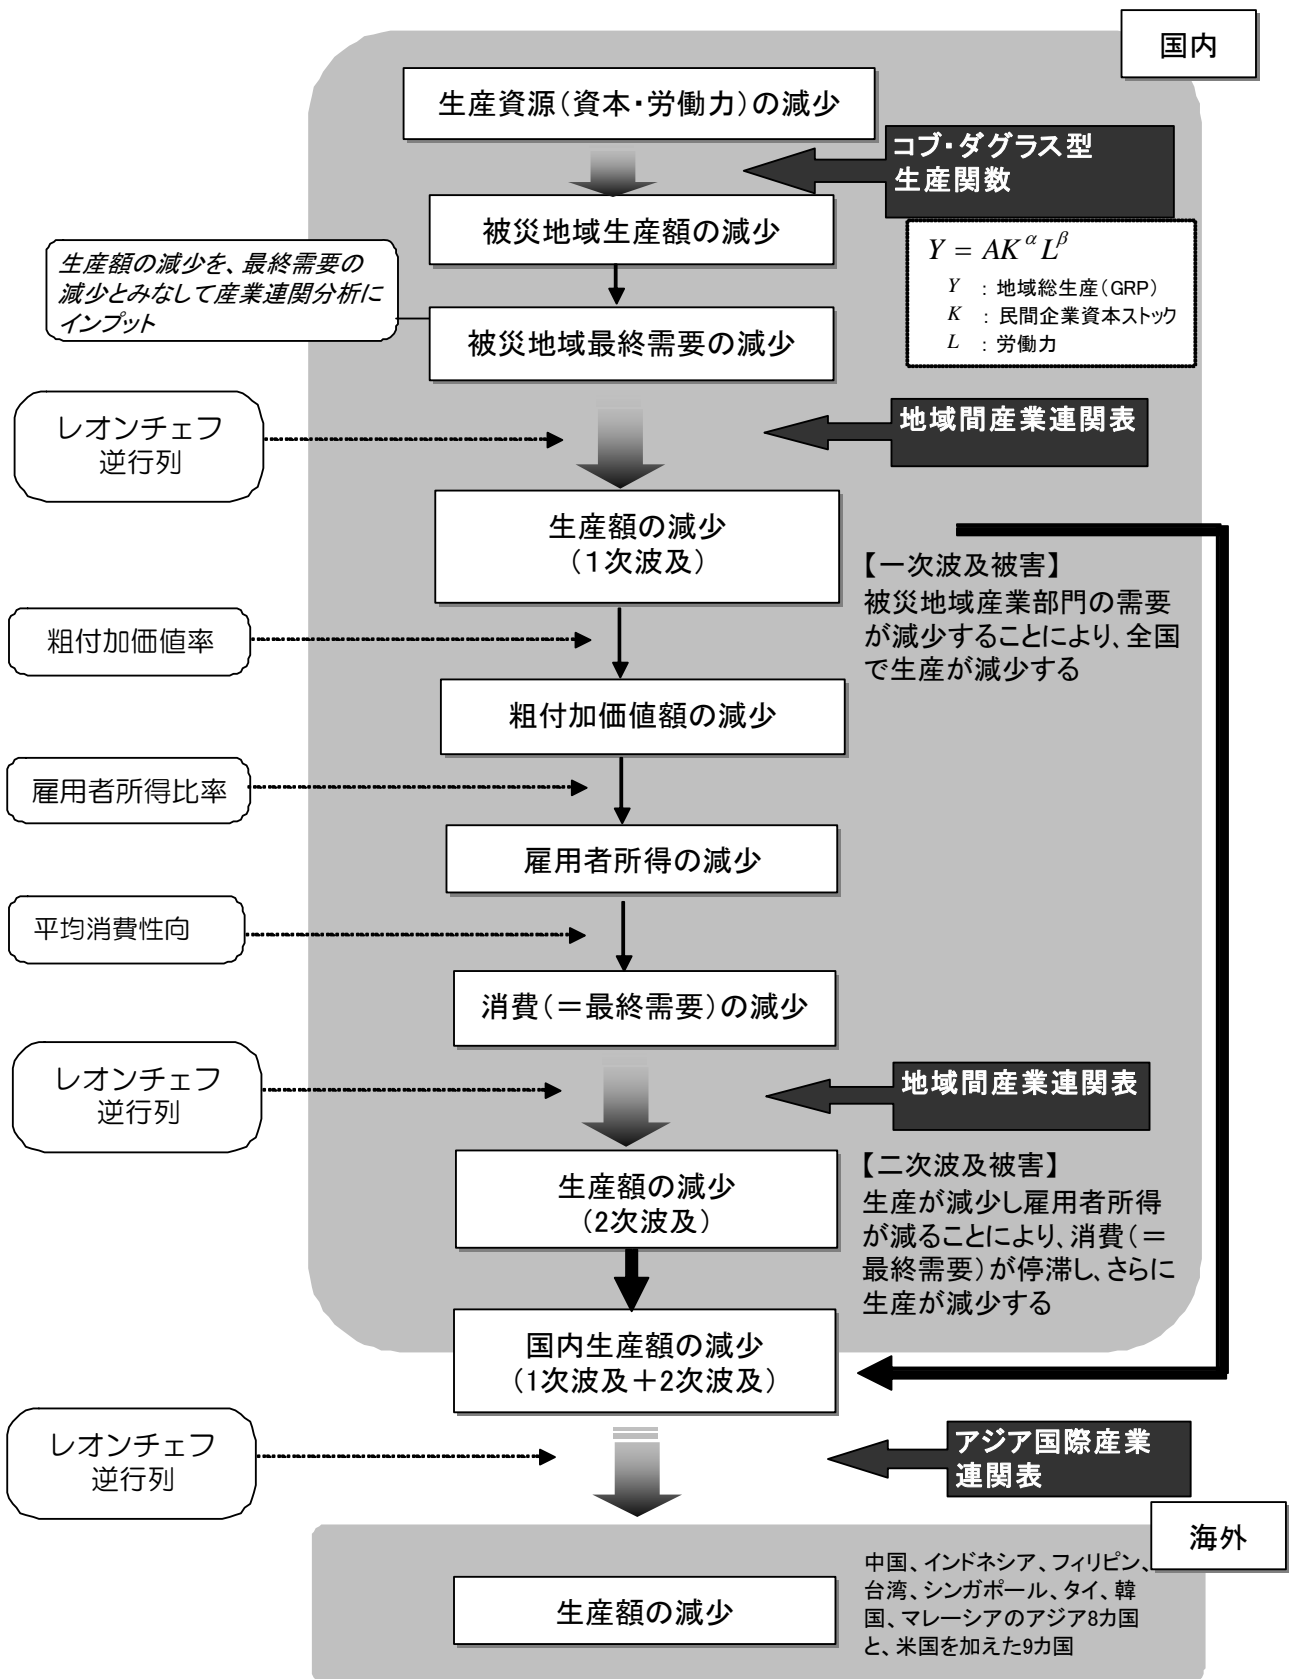 国内
生産資源（資本・労働力）の減少
コブ・ダグラス型
生産関数
被災地域生産額の減少
Y = AK^α L^β
Y ：地域総生産（GRP）
K ：民間企業資本ストック
L ：労働力
生産額の減少を、最終需要の
減少とみなして産業連関分析に
インプット
被災地域最終需要の減少
レオンチェフ
逆行列
地域間産業連関表
生産額の減少
（１次波及）
【一次波及被害】
被災地域産業部門の需要
が減少することにより、全国
で生産が減少する
粗付加価値率
粗付加価値額の減少
雇用者所得比率
雇用者所得の減少
平均消費性向
消費（＝最終需要）の減少
レオンチェフ
逆行列
地域間産業連関表
生産額の減少
（2次波及）
【二次波及被害】
生産が減少し雇用者所得
が減ることにより、消費（＝
最終需要）が停滞し、さらに
生産が減少する
国内生産額の減少
（1次波及＋2次波及）
レオンチェフ
逆行列
アジア国際産業
連関表
海外
生産額の減少
中国、インドネシア、フィリピン、
台湾、シンガポール、タイ、韓
国、マレーシアのアジア8カ国
と、米国を加えた9カ国